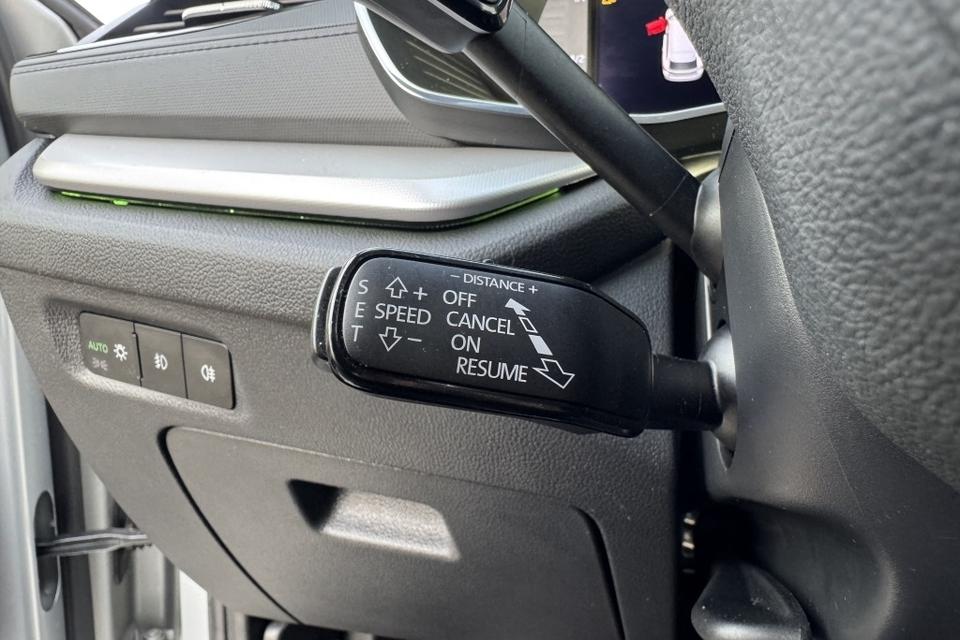 - DISTANCE +
S E T
+
SPEED
-
OFF
CANCEL
ON
RESUME
AUTO